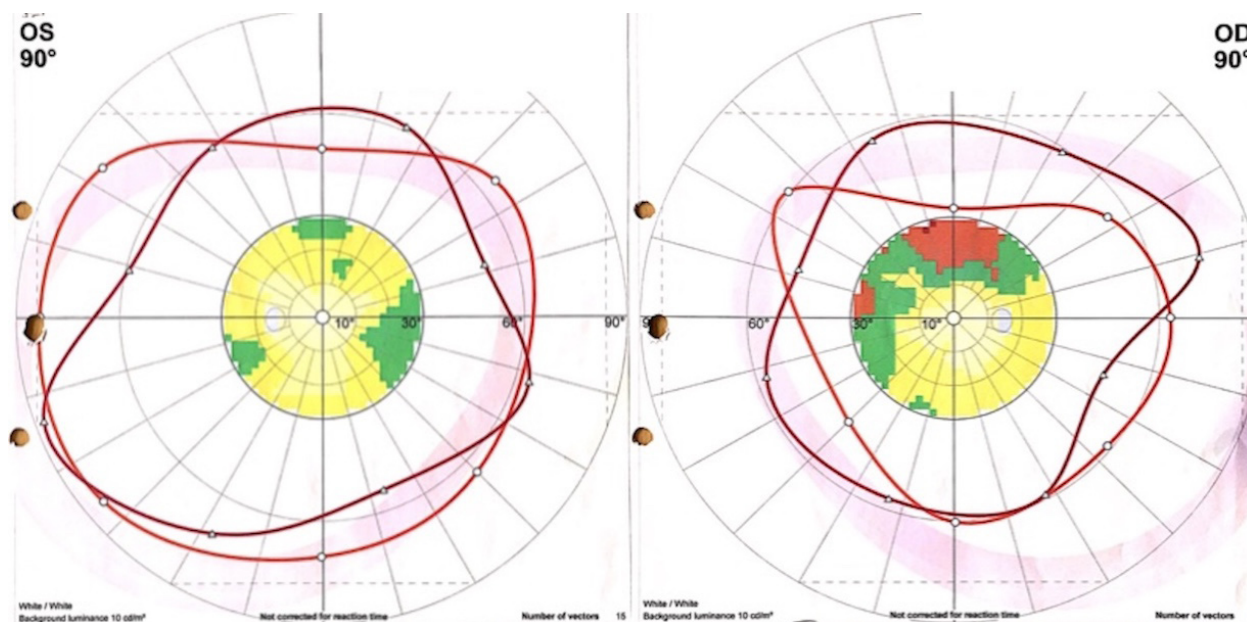 OS
90°
10°
30°
60°
90°
White / White
Background luminance 10 cd/m²
Not corrected for reaction time
Number of vectors 15
OD
90°
60°
30°
10°
White / White
Background luminance 10 cd/m²
Not corrected for reaction time
Number of vectors